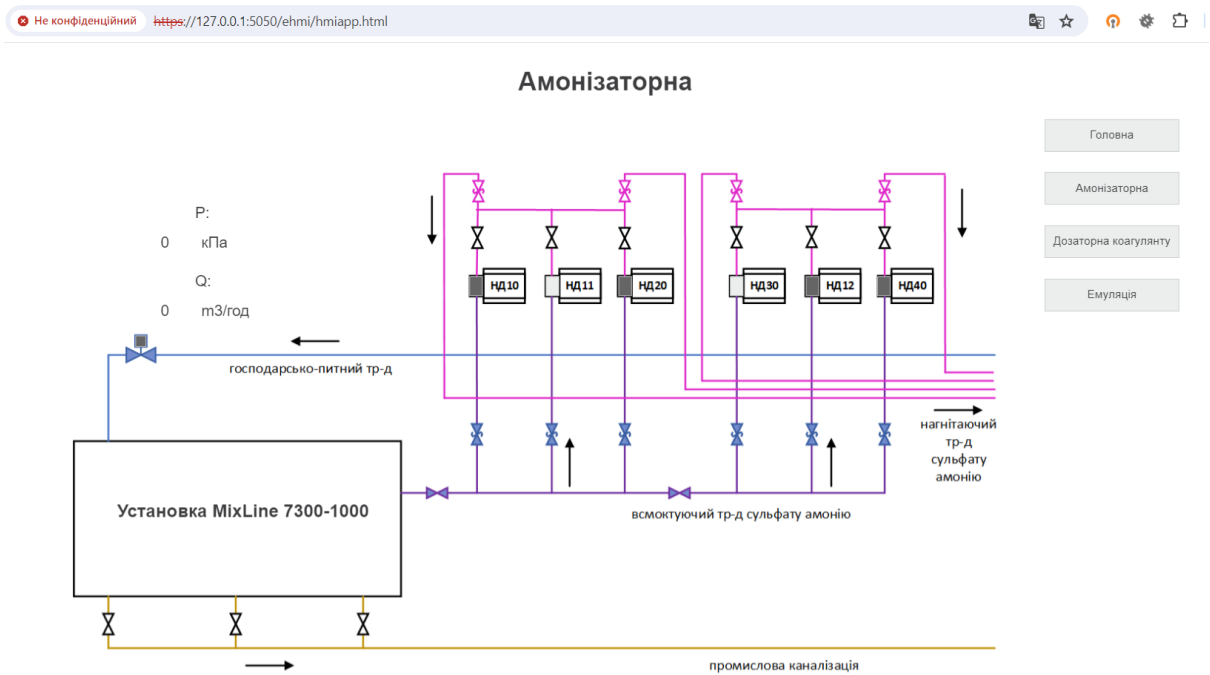 Не конфіденційний https://127.0.0.1:5050/ehmi/hmiapp.html
Амонізаторна
Головна
Амонізаторна
Дозаторна коагулянту
Емуляція
P:
0 кПа
Q:
0 m3/год
НД10
НД11
НД20
НД30
НД12
НД40
господарсько-питний тр-д
нагнітаючий
тр-д
сульфату
амонію
Установка MixLine 7300-1000
всмоктуючий тр-д сульфату амонію
промислова каналізація